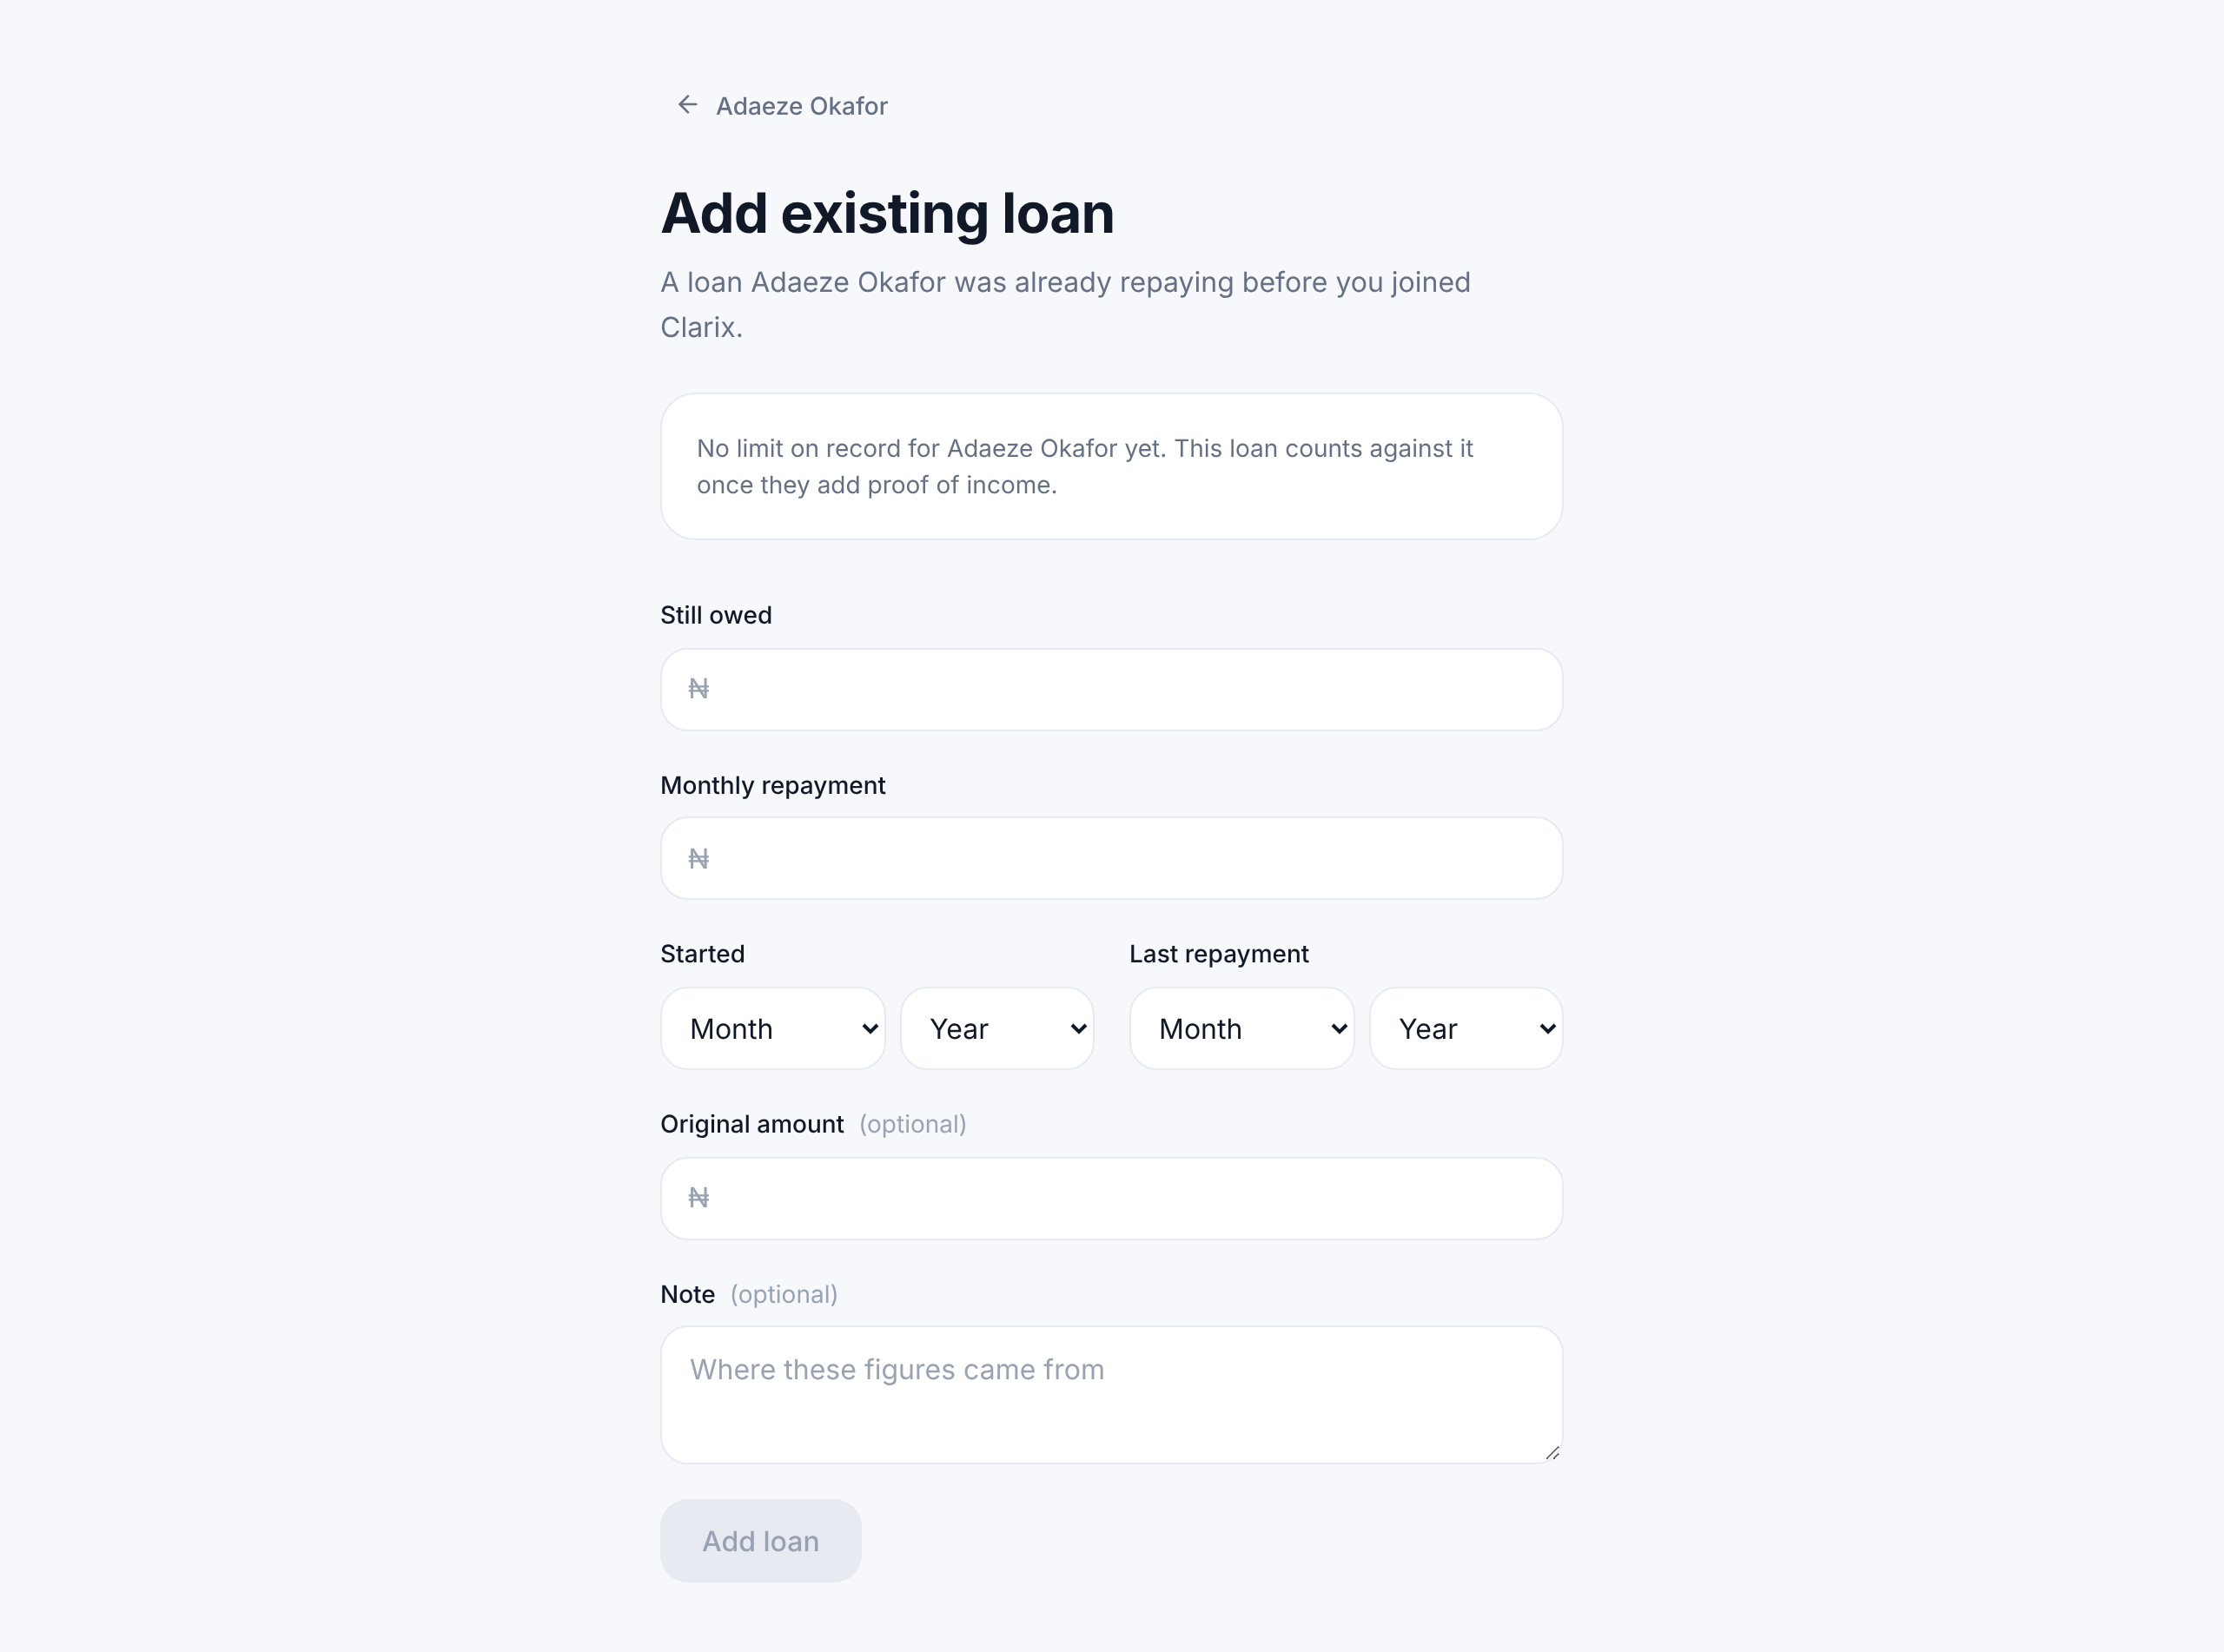 Adaeze Okafor
Add existing loan
A loan Adaeze Okafor was already repaying before you joined
Clarix.
No limit on record for Adaeze Okafor yet. This loan counts against it
once they add proof of income.
Still owed
₦
Monthly repayment
₦
Started
Last repayment
Month
Year
Month
Year
Original amount (optional)
₦
Note (optional)
Where these figures came from
Add loan